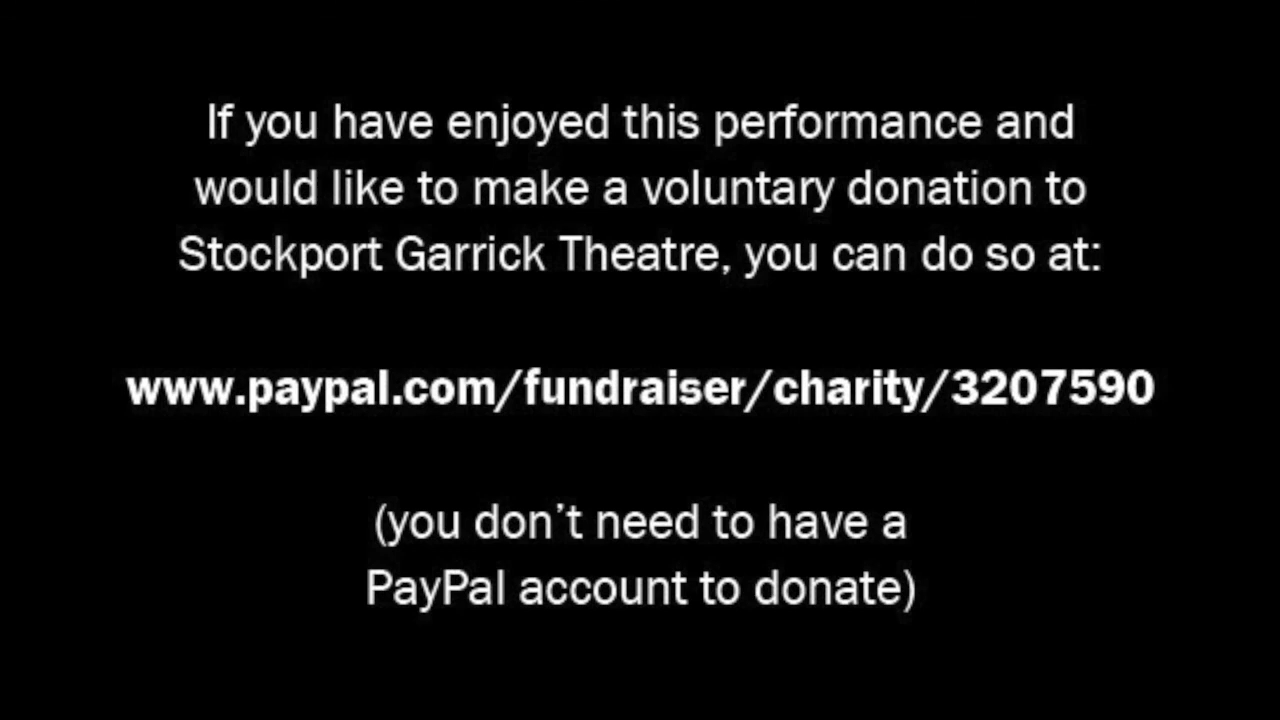 If you have enjoyed this performance and
would like to make a voluntary donation to
Stockport Garrick Theatre, you can do so at:
www.paypal.com/fundraiser/charity/3207590
(you don’t need to have a
PayPal account to donate)